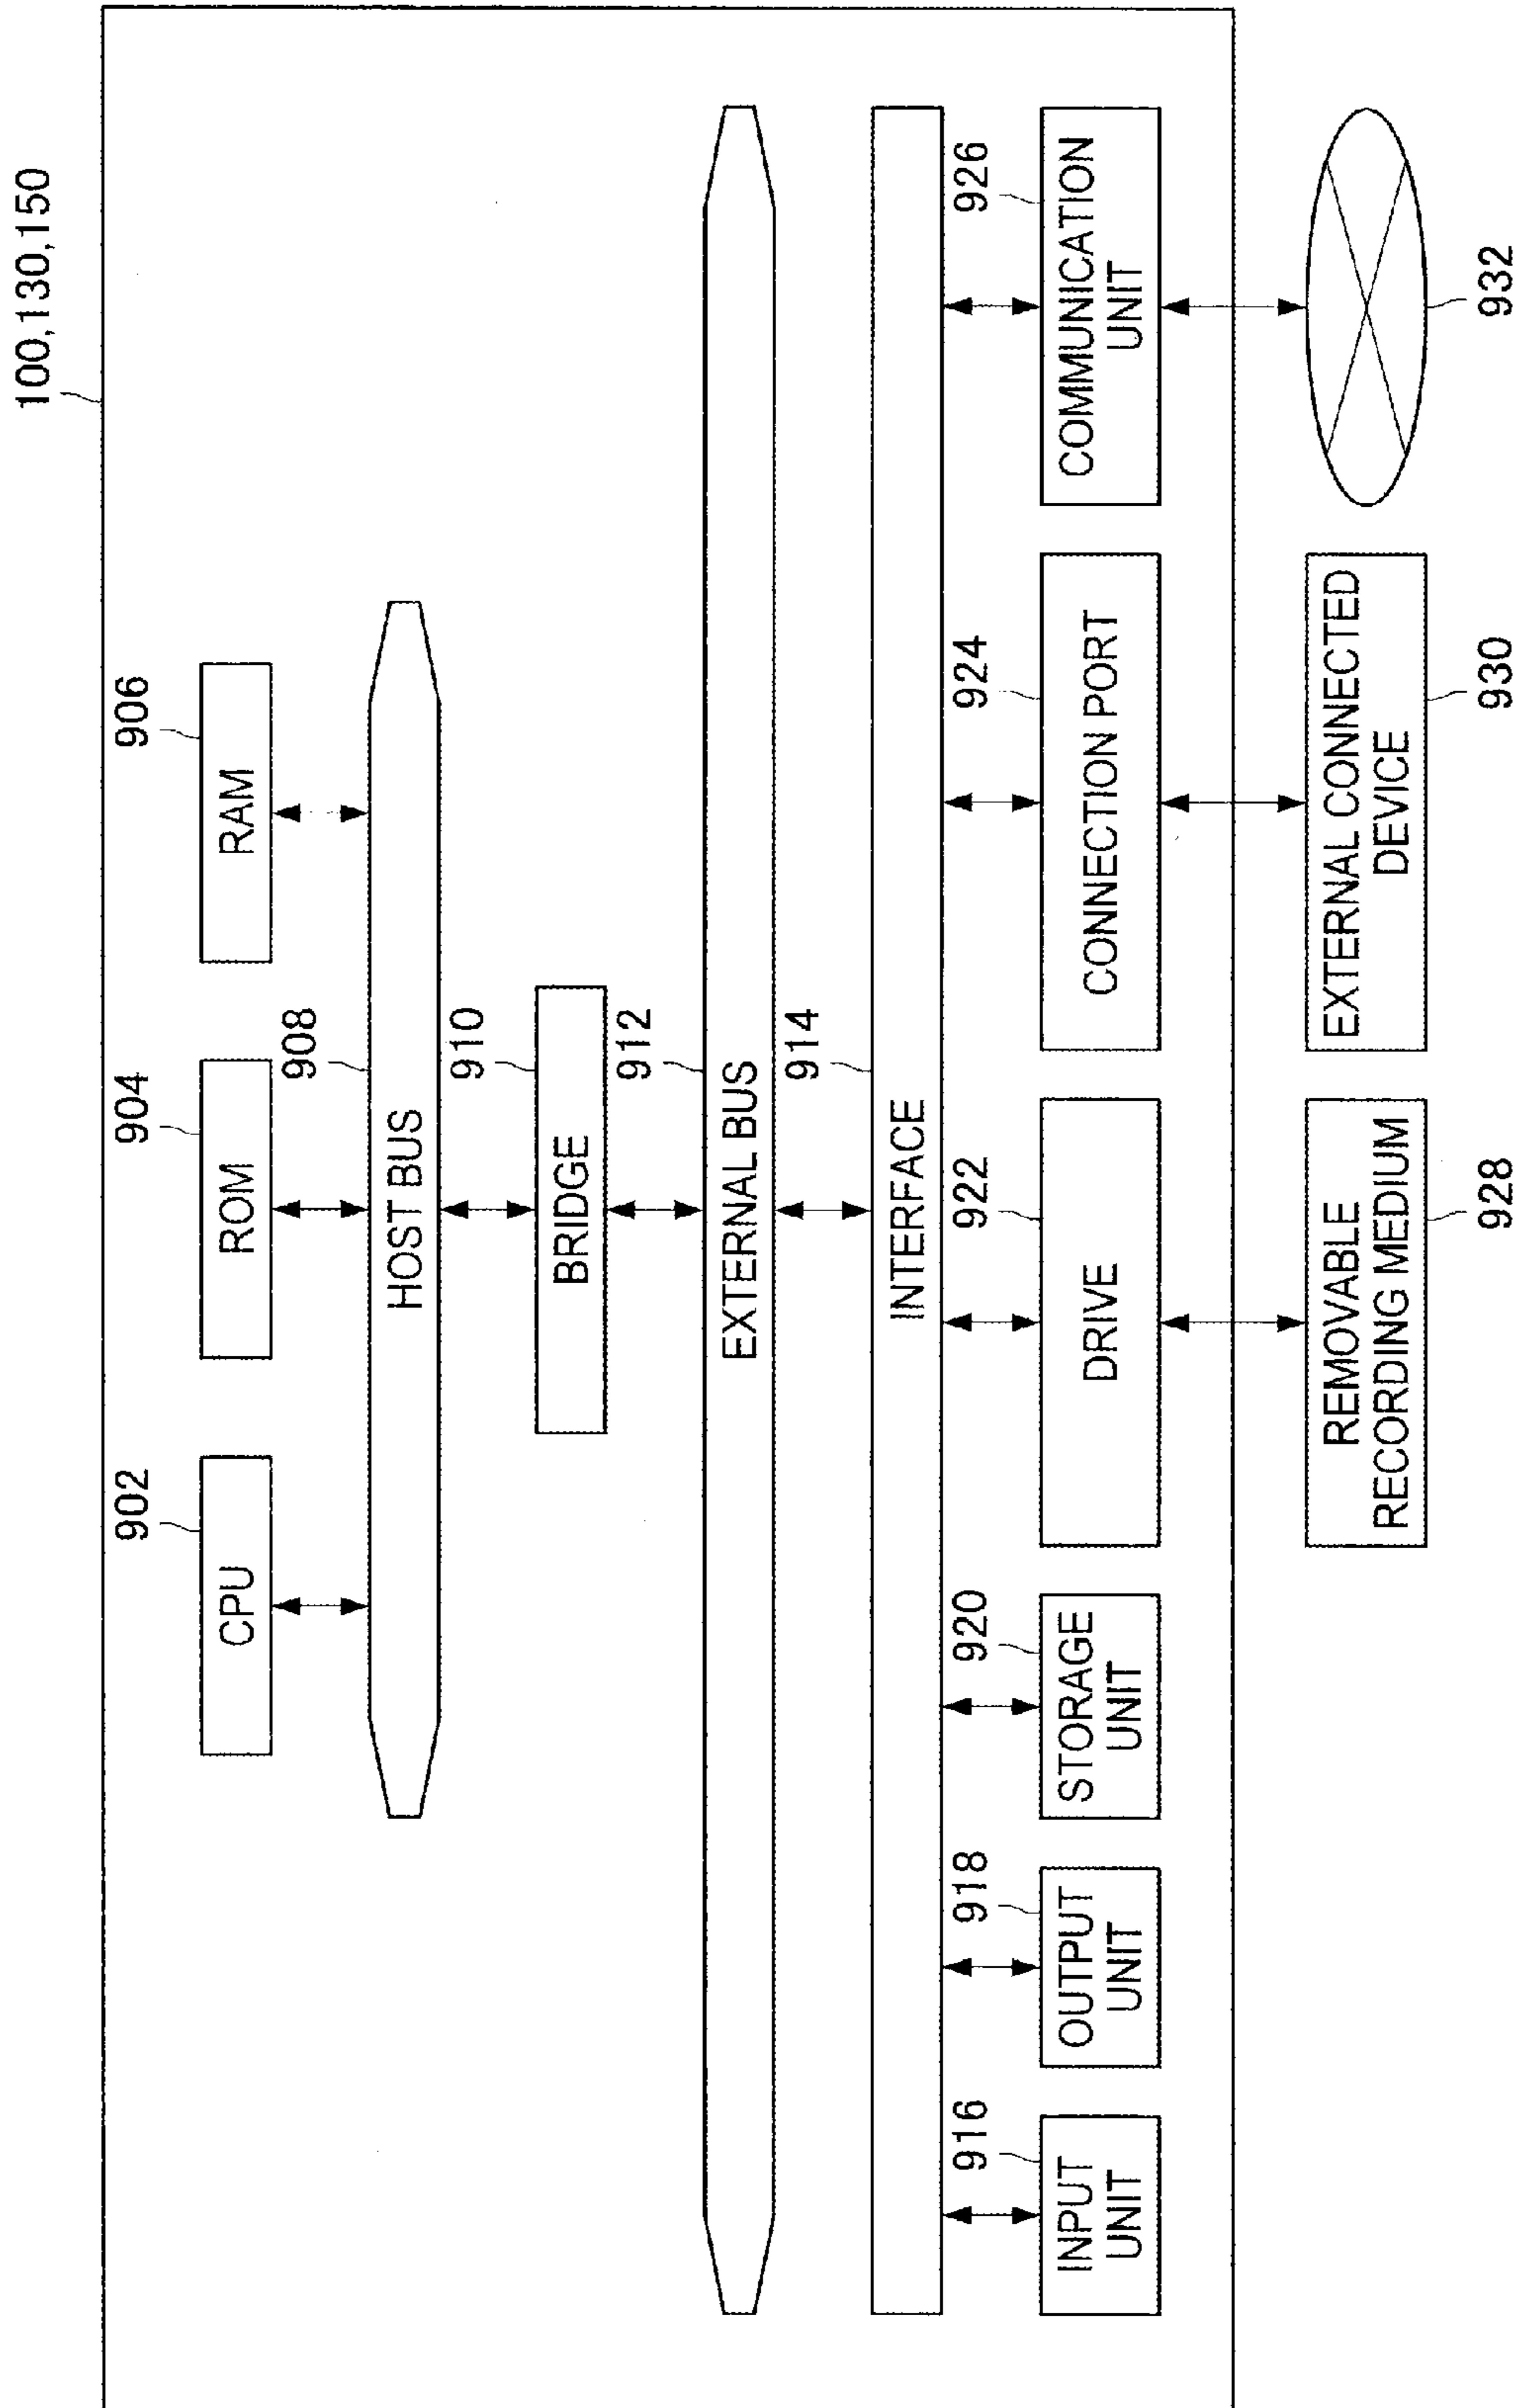 100,130,150
902
904
906
CPU
ROM
RAM
908
HOST BUS
910
BRIDGE
912
EXTERNAL BUS
914
INTERFACE
916
918
920
922
924
926
INPUT
UNIT
OUTPUT
UNIT
STORAGE
UNIT
DRIVE
CONNECTION PORT
COMMUNICATION
UNIT
REMOVABLE
RECORDING MEDIUM
EXTERNAL CONNECTED
DEVICE
928
930
932